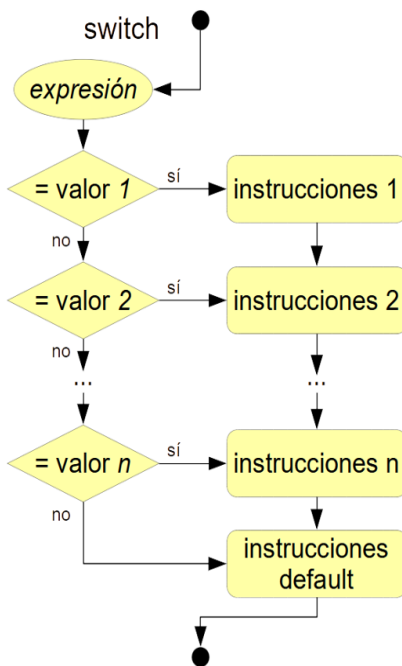 switch
expresión
= valor 1
sí
instrucciones 1
no
= valor 2
sí
instrucciones 2
no
...
...
= valor n
sí
instrucciones n
no
instrucciones
default